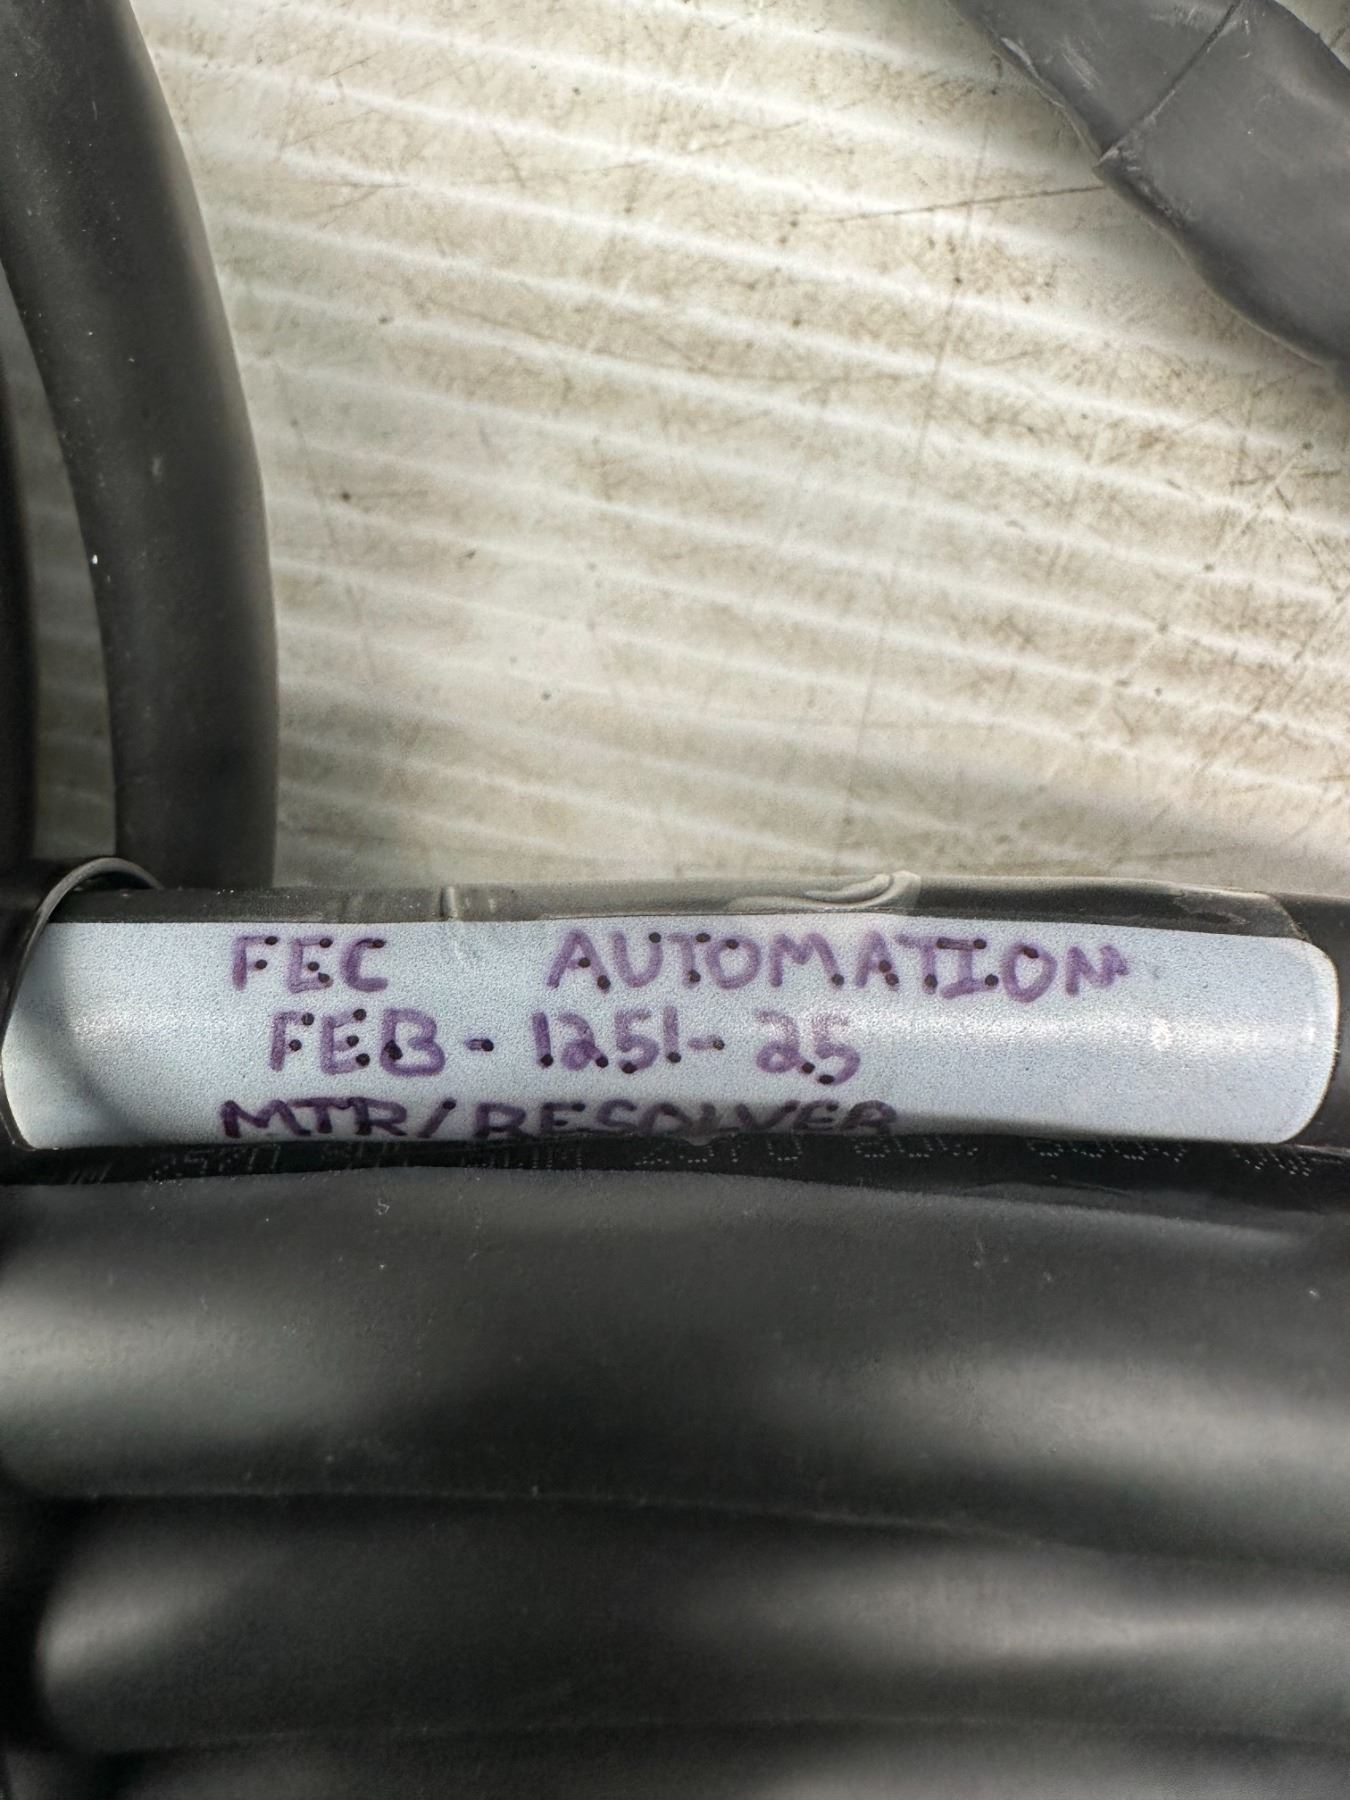 FEC AUTOMATION
FEB-1251-25
MTR/RESOLVER